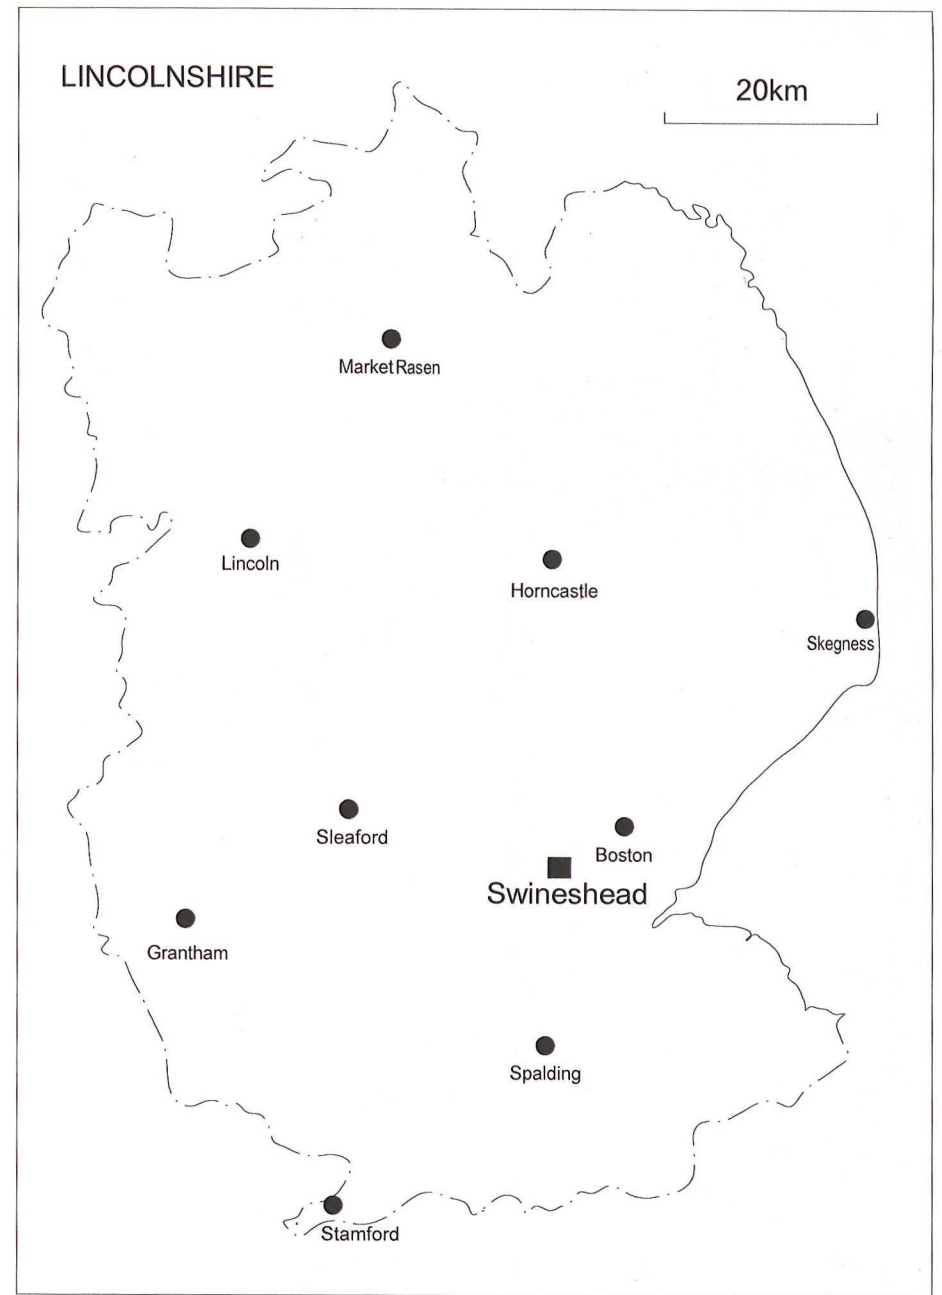 LINCOLNSHIRE
20km
Market Rasen
Lincoln
Horncastle
Skegness
Sleaford
Boston
Swineshead
Grantham
Spalding
Stamford